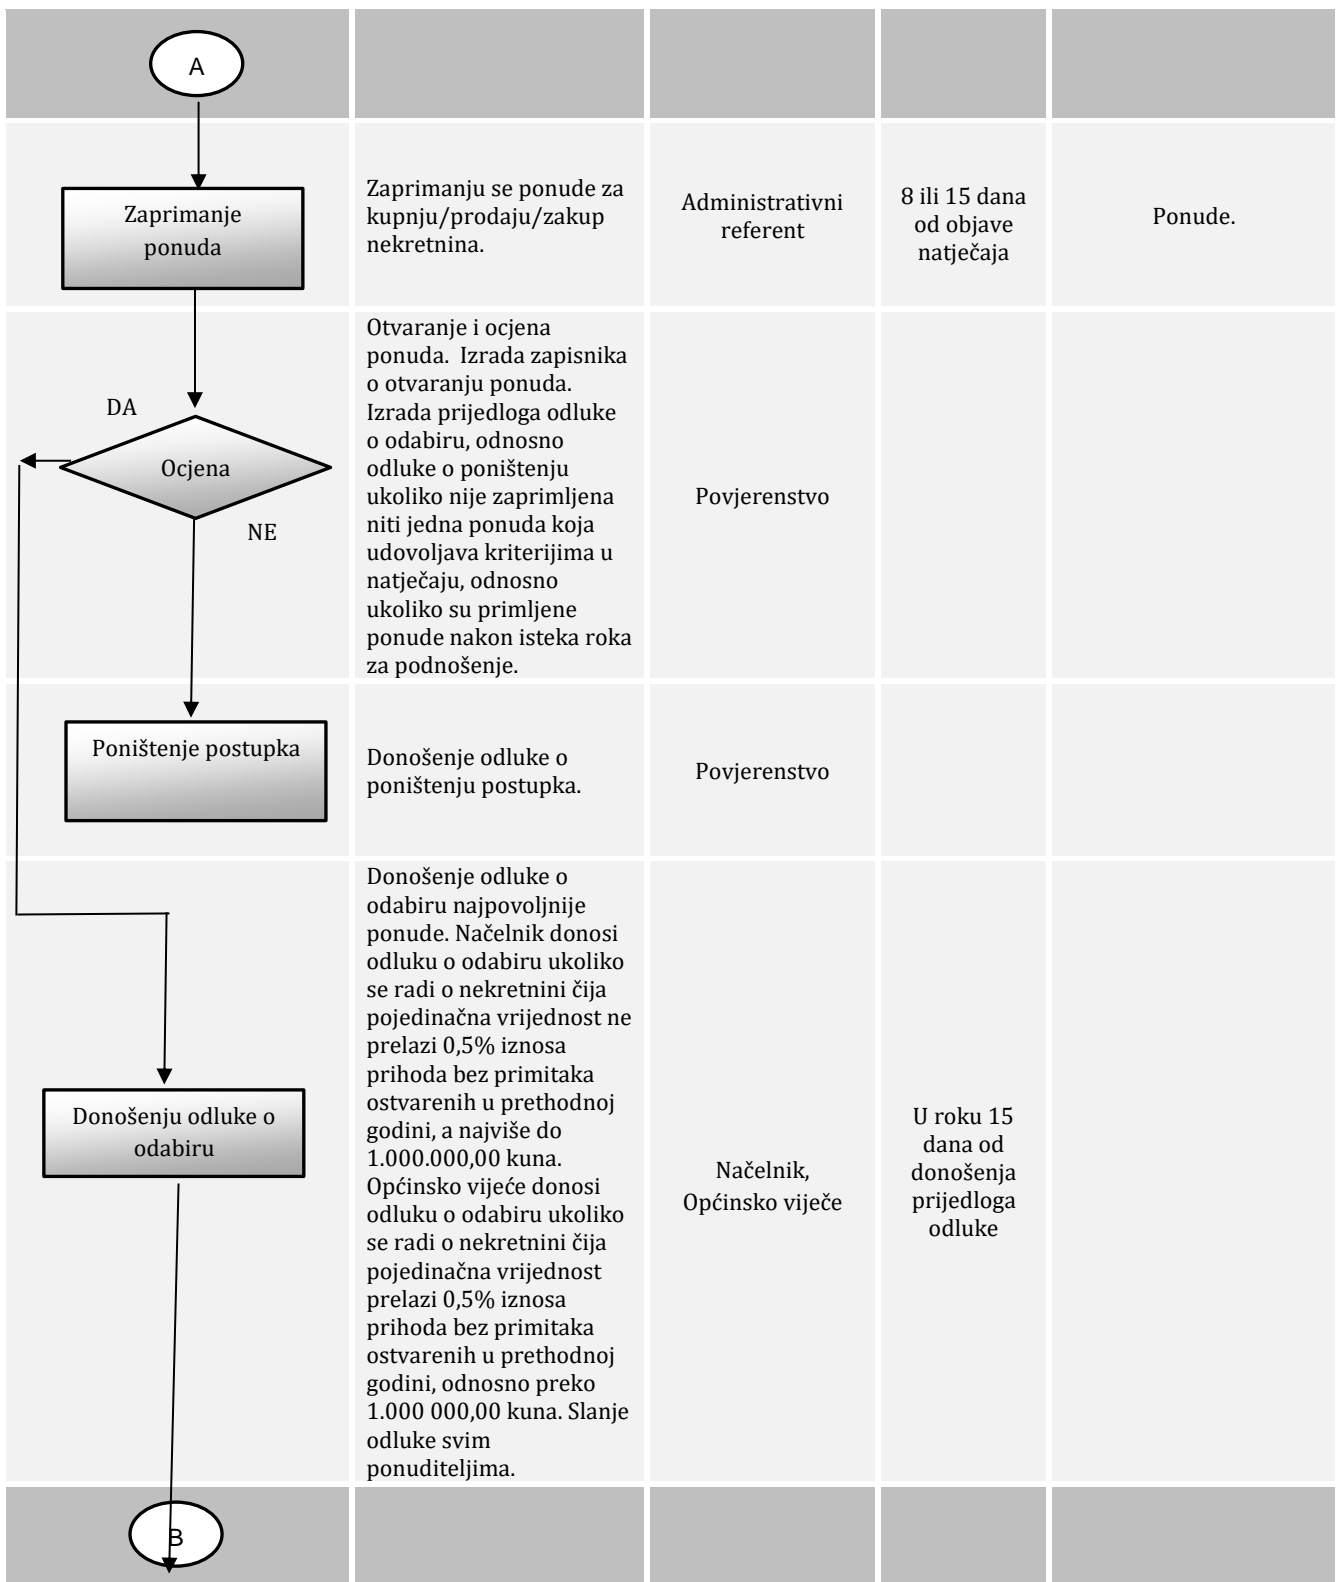 A
Zaprimanje
ponuda
Zaprimanju se ponude za
kupnju/prodaju/zakup
nekretnina.
Administrativni
referent
8 ili 15 dana
od objave
natječaja
Ponude.
DA
Ocjena
NE
Otvaranje i ocjena
ponuda. Izrada zapisnika
o otvaranju ponuda.
Izrada prijedloga odluke
o odabiru, odnosno
odluke o poništenju
ukoliko nije zaprimljena
niti jedna ponuda koja
udovoljava kriterijima u
natječaju, odnosno
ukoliko su primljene
ponude nakon isteka roka
za podnošenje.
Povjerenstvo
Poništenje postupka
Donošenje odluke o
poništenju postupka.
Povjerenstvo
Donošenju odluke o
odabiru
Donošenje odluke o
odabiru najpovoljnije
ponude. Načelnik donosi
odluku o odabiru ukoliko
se radi o nekretnini čija
pojedinačna vrijednost ne
prelazi 0,5% iznosa
prihoda bez primitaka
ostvarenih u prethodnoj
godini, a najviše do
1.000.000,00 kuna.
Općinsko vijeće donosi
odluku o odabiru ukoliko
se radi o nekretnini čija
pojedinačna vrijednost
prelazi 0,5% iznosa
prihoda bez primitaka
ostvarenih u prethodnoj
godini, odnosno preko
1.000 000,00 kuna. Slanje
odluke svim
ponuditeljima.
Načelnik,
Općinsko viječe
U roku 15
dana od
donošenja
prijedloga
odluke
B